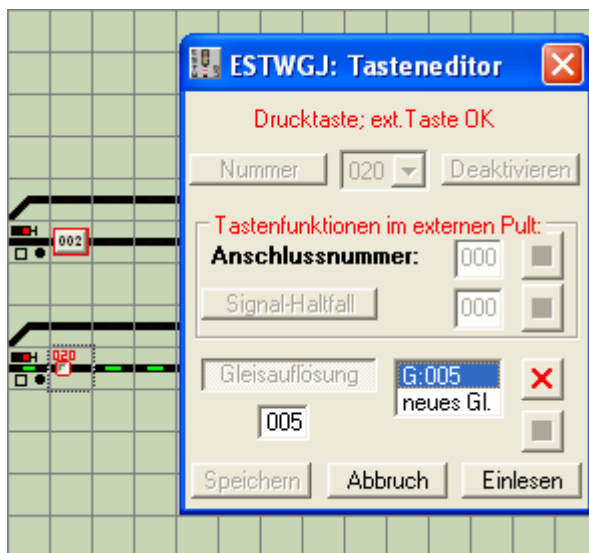 ESTWGJ: Tasteneditor
Drucktaste; ext.Taste OK
Nummer 020 Deaktivieren
002
Tastenfunktionen im externen Pult:
Anschlussnummer: 000
Signal-Haltfall 000
020
Gleisauflösung G:005
neues Gl.
005
Speichern Abbruch Einlesen